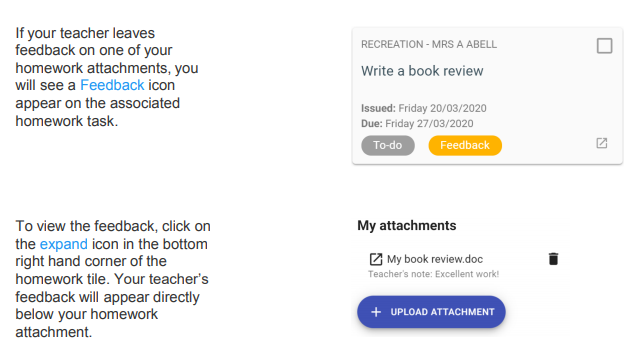 If your teacher leaves
feedback on one of your
homework attachments, you
will see a Feedback icon
appear on the associated
homework task.
RECREATION - MRS A ABELL
Write a book review
Issued: Friday 20/03/2020
Due: Friday 27/03/2020
To-do Feedback
To view the feedback, click on
the expand icon in the bottom
right hand corner of the
homework tile. Your teacher's
feedback will appear directly
below your homework
attachment.
My attachments
My book review.doc
Teacher's note: Excellent work!
+ UPLOAD ATTACHMENT